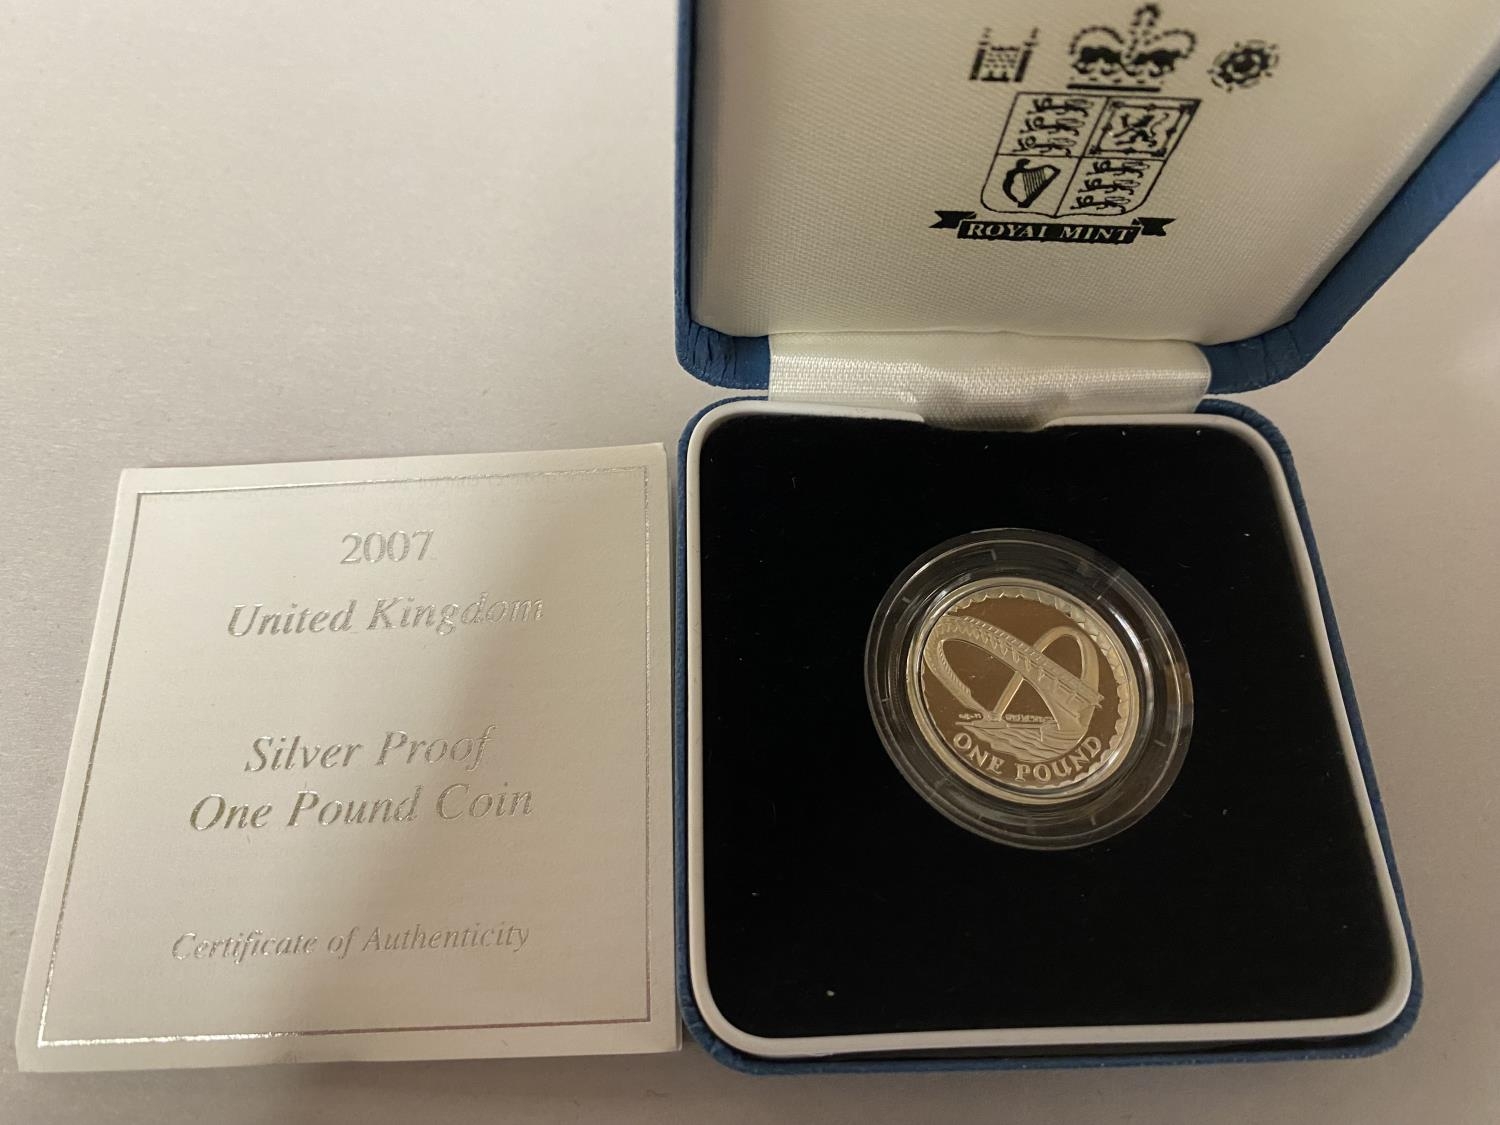 2007
United Kingdom
Silver Proof
One Pound Coin
Certificate of Authenticity
ROYAL MINT
ONE POUND